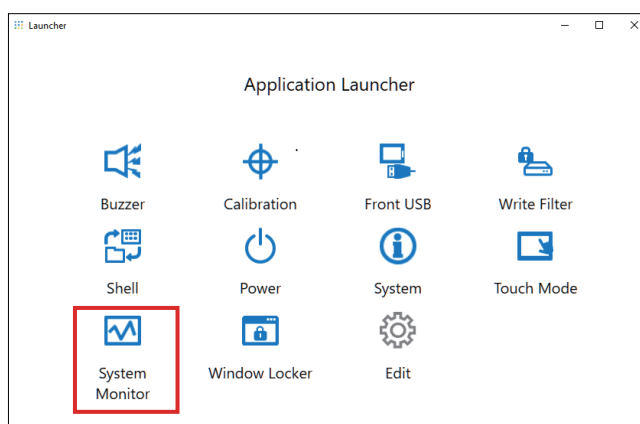 Launcher
Application Launcher
Buzzer
Calibration
Front USB
Write Filter
Shell
Power
System
Touch Mode
System
Monitor
Window Locker
Edit